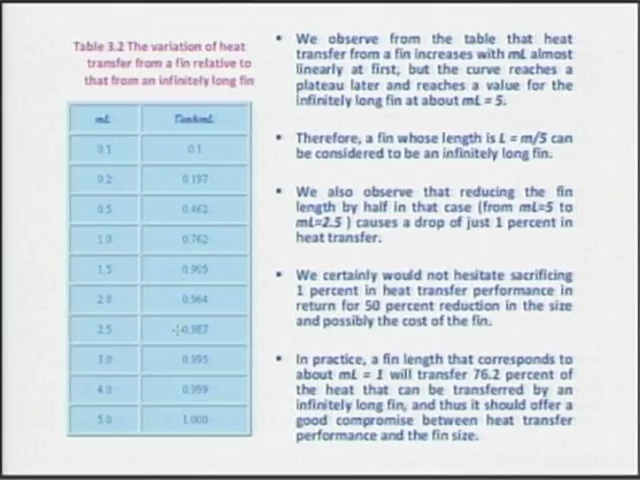 Table 3.2 The variation of heat
transfer from a fin relative to
that from an infinitely long fin
mL TanhmL
0.1 0.1
0.2 0.197
0.5 0.462
1.0 0.762
1.5 0.905
2.0 0.964
2.5 0.987
3.0 0.995
4.0 0.999
5.0 1.000
• We observe from the table that heat
transfer from a fin increases with mL almost
linearly at first, but the curve reaches a
plateau later and reaches a value for the
infinitely long fin at about mL = 5.
• Therefore, a fin whose length is L = m/5 can
be considered to be an infinitely long fin.
• We also observe that reducing the fin
length by half in that case (from mL=5 to
mL=2.5 ) causes a drop of just 1 percent in
heat transfer.
• We certainly would not hesitate sacrificing
1 percent in heat transfer performance in
return for 50 percent reduction in the size
and possibly the cost of the fin.
• In practice, a fin length that corresponds to
about mL = 1 will transfer 76.2 percent of
the heat that can be transferred by an
infinitely long fin, and thus it should offer a
good compromise between heat transfer
performance and the fin size.